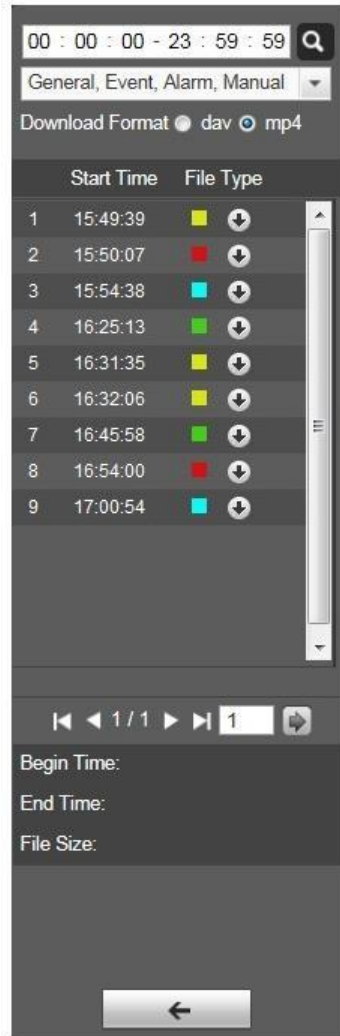 00 : 00 : 00 - 23 : 59 : 59
General, Event, Alarm, Manual
Download Format dav mp4
Start Time File Type
1 15:49:39
2 15:50:07
3 15:54:38
4 16:25:13
5 16:31:35
6 16:32:06
7 16:45:58
8 16:54:00
9 17:00:54
1 / 1 1
Begin Time:
End Time:
File Size: